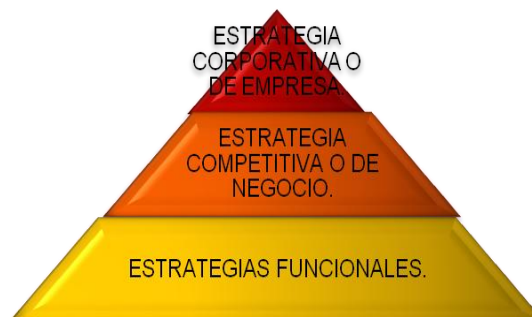 ESTRATEGIA
CORPORATIVA O
DE EMPRESA.
ESTRATEGIA
COMPETITIVA O DE
NEGOCIO.
ESTRATEGIAS FUNCIONALES.